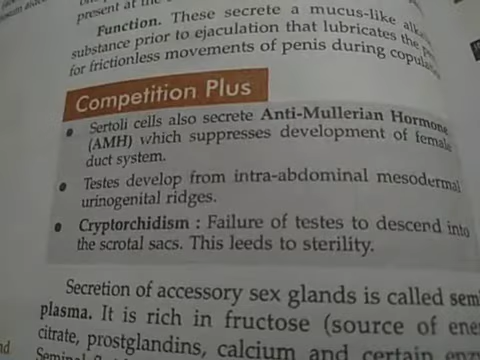 present at the
Function. These secrete a mucus-like
substance prior to ejaculation that lubricates the
for frictionless movements of penis during
Competition Plus
• Sertoli cells also secrete Anti-Mullerian Hormone
(AMH) which suppresses development of female
duct system.
• Testes develop from intra-abdominal mesodermal
urinogenital ridges.
• Cryptorchidism : Failure of testes to descend into
the scrotal sacs. This leads to sterility.
Secretion of accessory sex glands is called
plasma. It is rich in fructose (source of
citrate, prostglandins, calcium and certain